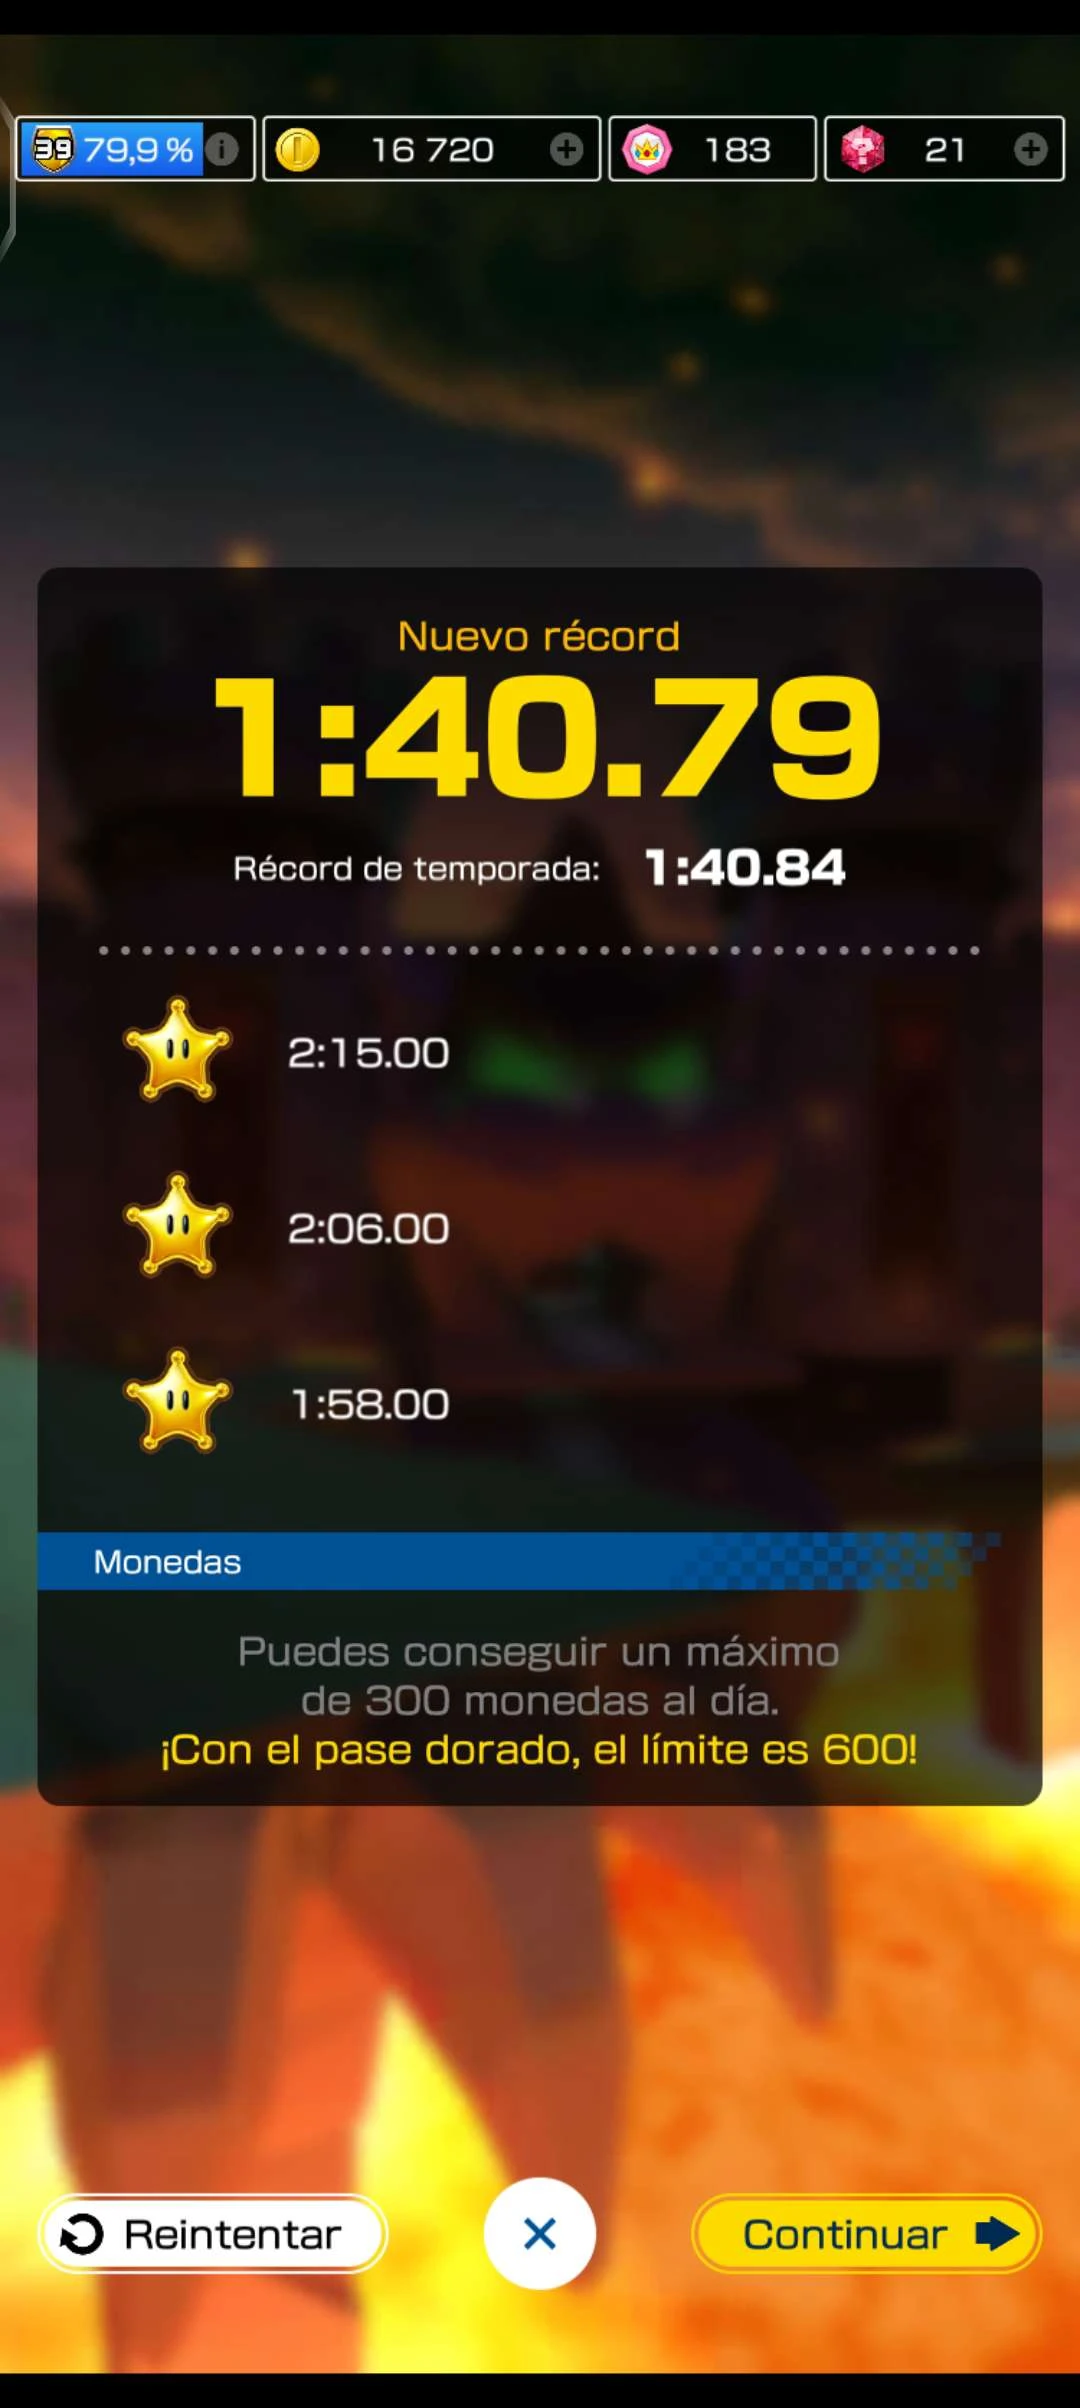 39 79,9 % i 16 720 + 183 21 +
Nuevo récord
1:40.79
Récord de temporada: 1:40.84
2:15.00
2:06.00
1:58.00
Monedas
Puedes conseguir un máximo
de 300 monedas al día.
¡Con el pase dorado, el límite es 600!
Reintentar × Continuar